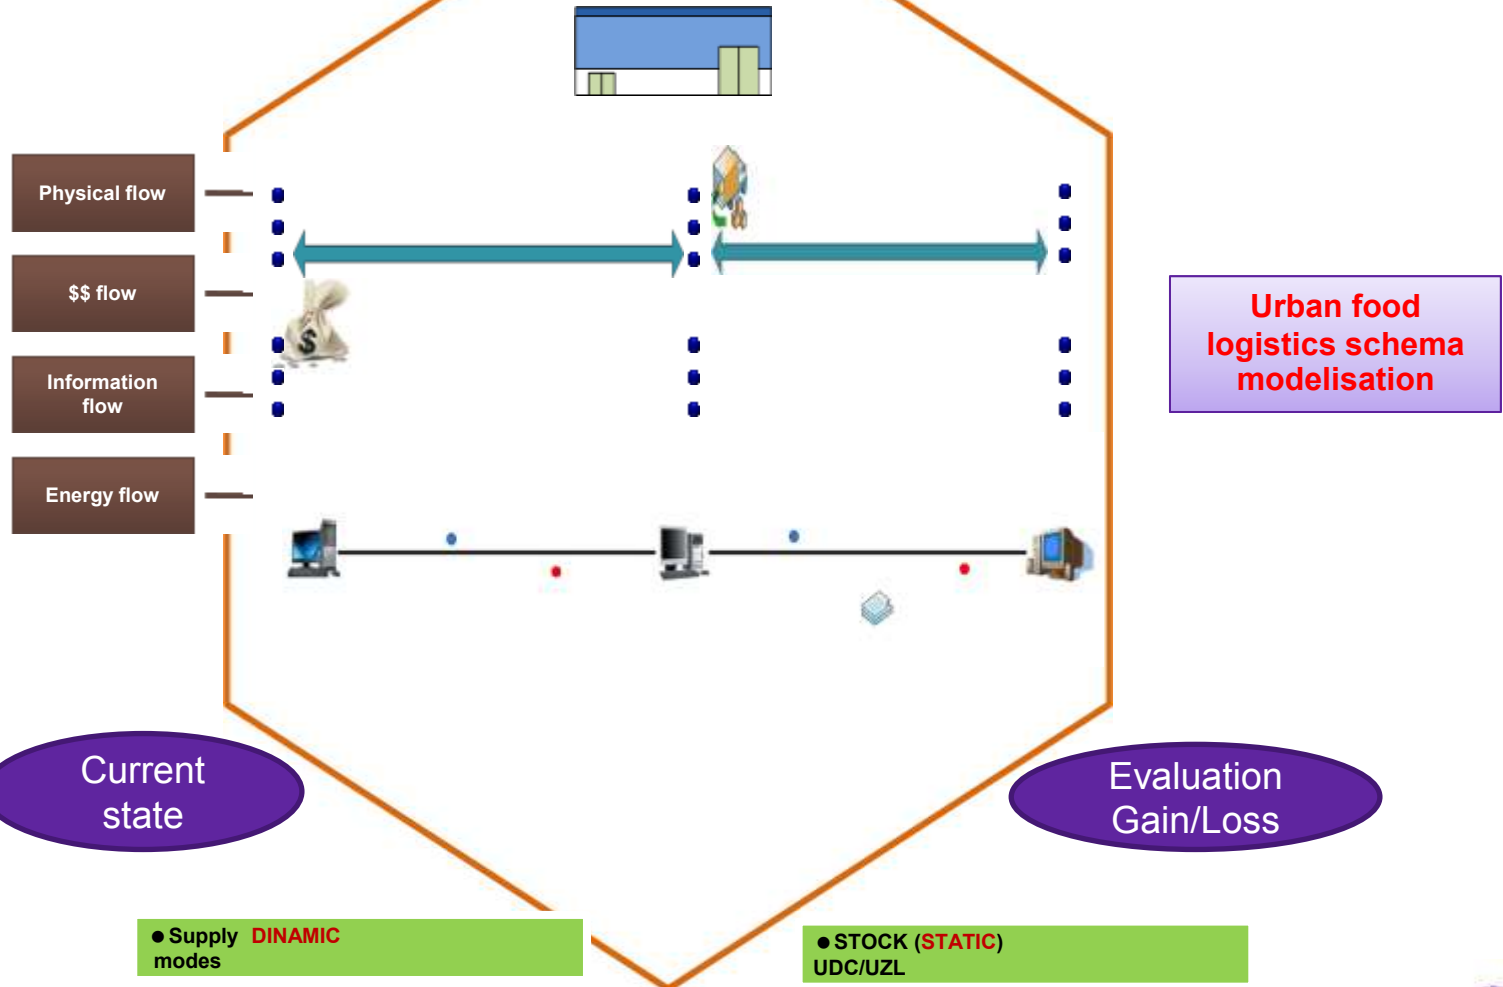 Physical flow
$$ flow
Information
flow
Energy flow
$
Urban food
logistics schema
modelisation
Current
state
Evaluation
Gain/Loss
● Supply DINAMIC
modes
● STOCK (STATIC)
UDC/UZL